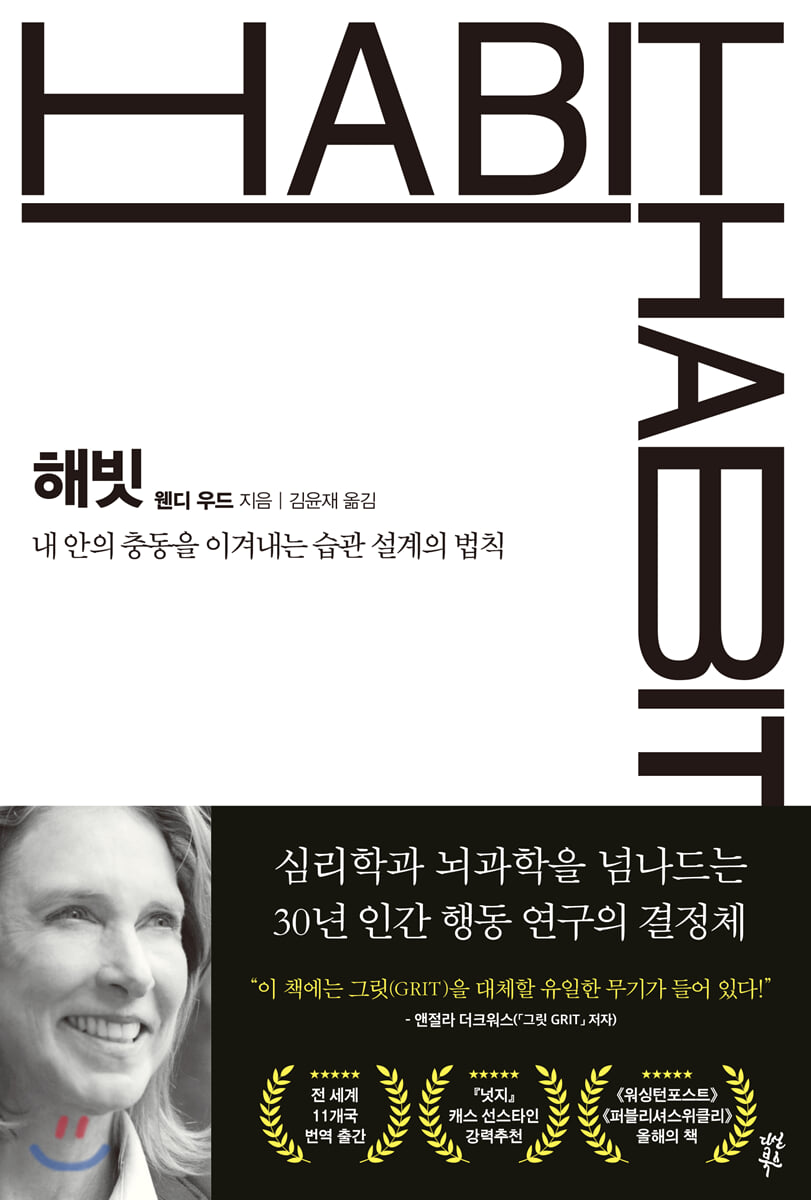 HABIT
HABIT
해빗 웬디 우드 지음 | 김윤재 옮김
내 안의 충동을 이겨내는 습관 설계의 법칙
심리학과 뇌과학을 넘나드는
30년 인간 행동 연구의 결정체
“이 책에는 그릿(GRIT)을 대체할 유일한 무기가 들어 있다!”
- 앤절라 더크워스(「그릿 GRIT」 저자)
★★★★★
전 세계
11개국
번역 출간
★★★★★
『넛지』
캐스 선스타인
강력추천
★★★★★
《워싱턴포스트》
《퍼블리셔스위클리》
올해의 책
다산
북스